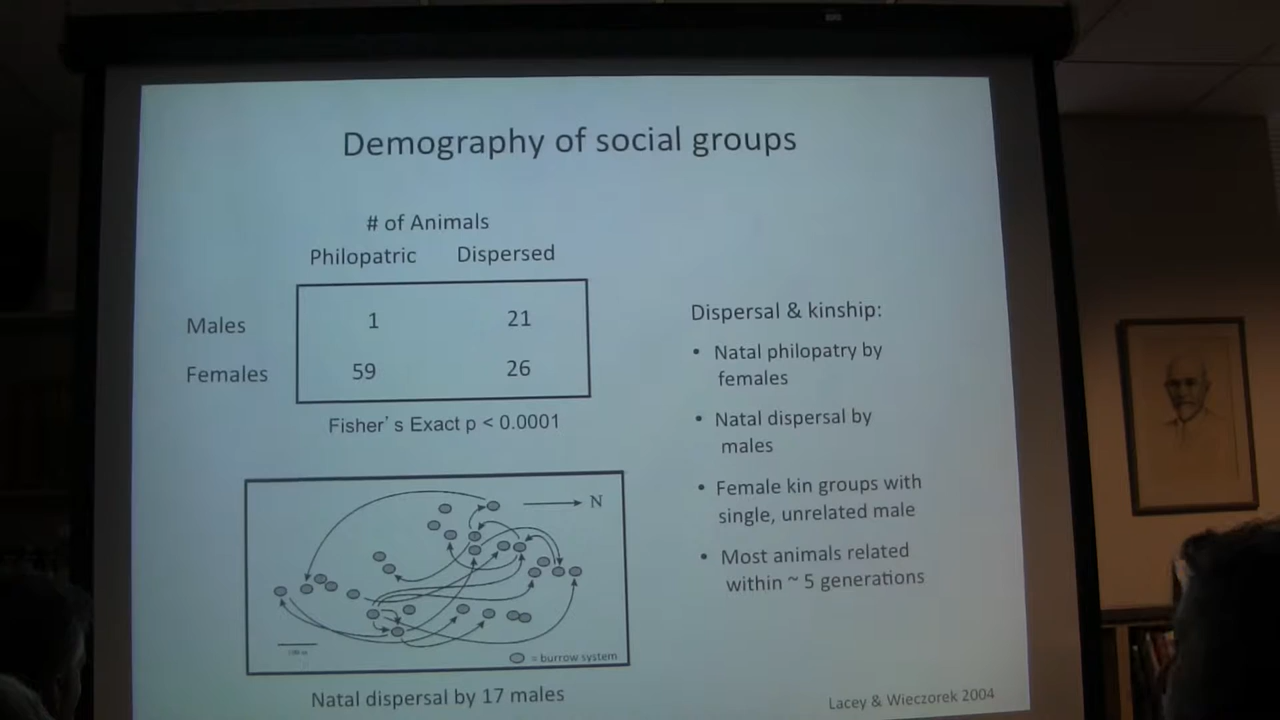 Demography of social groups
# of Animals
Philopatric Dispersed
Males 1 21
Females 59 26
Fisher's Exact p < 0.0001
N
= burrow system
Natal dispersal by 17 males
Dispersal & kinship:
• Natal philopatry by
females
• Natal dispersal by
males
• Female kin groups with
single, unrelated male
• Most animals related
within ~ 5 generations
Lacey & Wieczorek 2004